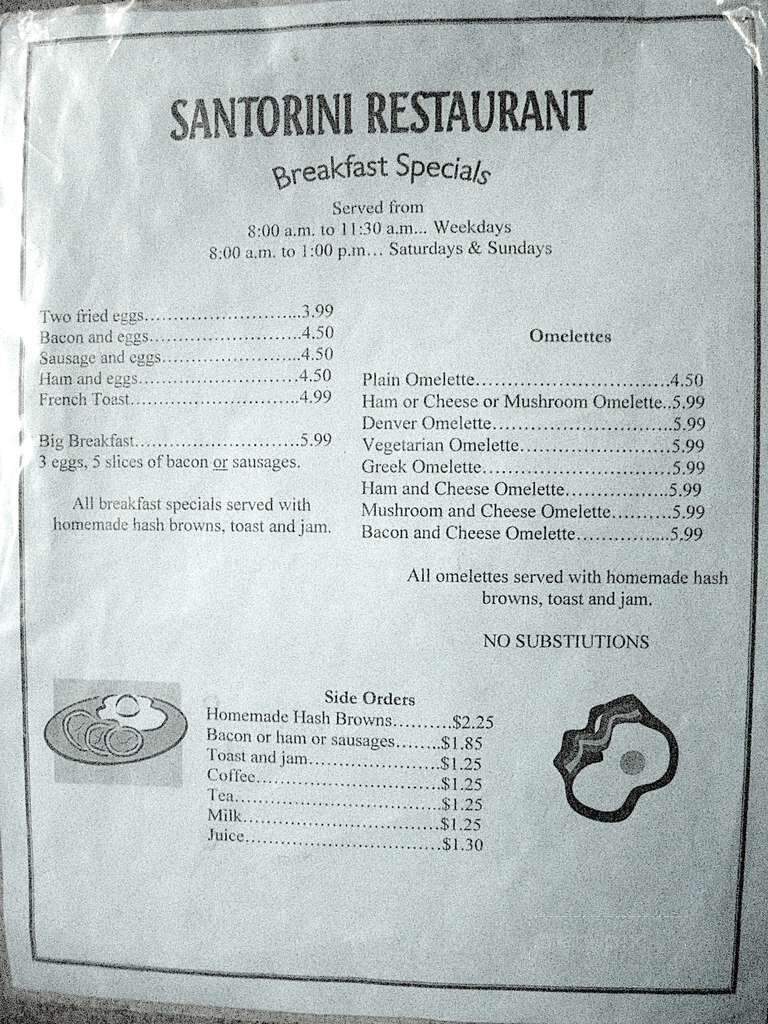 SANTORINI RESTAURANT
Breakfast Specials
Served from
8:00 a.m. to 11:30 a.m... Weekdays
8:00 a.m. to 1:00 p.m... Saturdays & Sundays
Two fried eggs...........................3.99
Bacon and eggs...........................4.50
Sausage and eggs........................4.50
Ham and eggs............................4.50
French Toast..............................4.99
Big Breakfast.............................5.99
3 eggs, 5 slices of bacon or sausages.
All breakfast specials served with
homemade hash browns, toast and jam.
Omelettes
Plain Omelette..................................4.50
Ham or Cheese or Mushroom Omelette..5.99
Denver Omelette...............................5.99
Vegetarian Omelette..........................5.99
Greek Omelette.................................5.99
Ham and Cheese Omelette..................5.99
Mushroom and Cheese Omelette..........5.99
Bacon and Cheese Omelette................5.99
All omelettes served with homemade hash
browns, toast and jam.
NO SUBSTIUTIONS
Side Orders
Homemade Hash Browns..........$2.25
Bacon or ham or sausages........$1.85
Toast and jam.......................$1.25
Coffee................................$1.25
Tea....................................$1.25
Milk..................................$1.25
Juice..................................$1.30